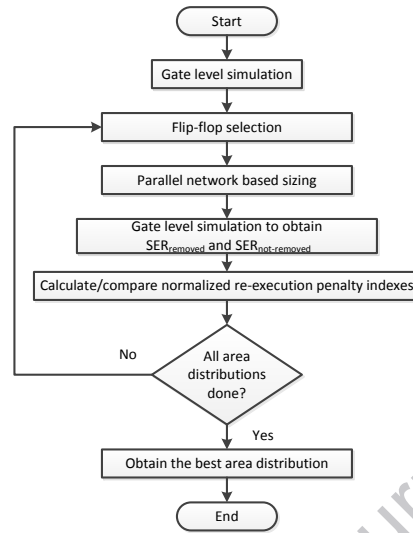 Start
Gate level simulation
Flip-flop selection
Parallel network based sizing
Gate level simulation to obtain
SERremoved and SERnot-removed
Calculate/compare normalized re-execution penalty indexes
All area
distributions
done?
No
Yes
Obtain the best area distribution
End